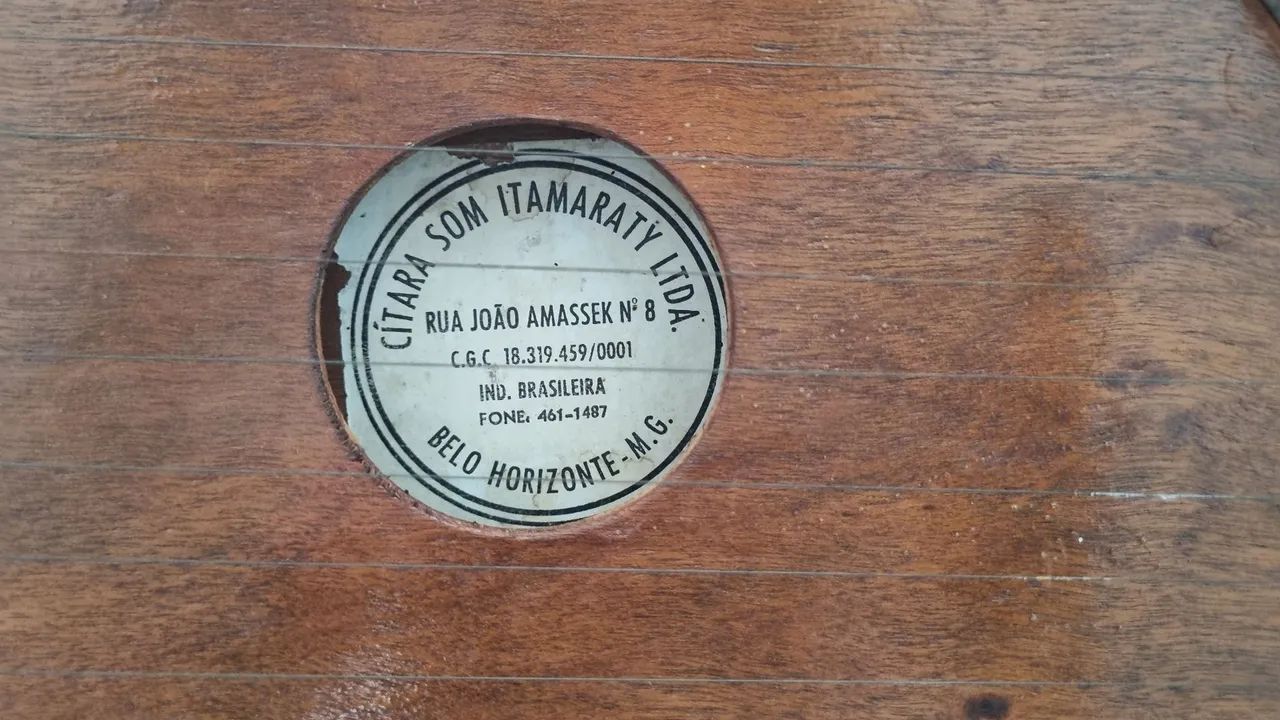 CÍTARA SOM ITAMARATY LTDA.
RUA JOÃO AMASSEK Nº 8
C.G.C. 18.319.459/0001
IND. BRASILEIRA
FONE: 461-1487
BELO HORIZONTE - M.G.